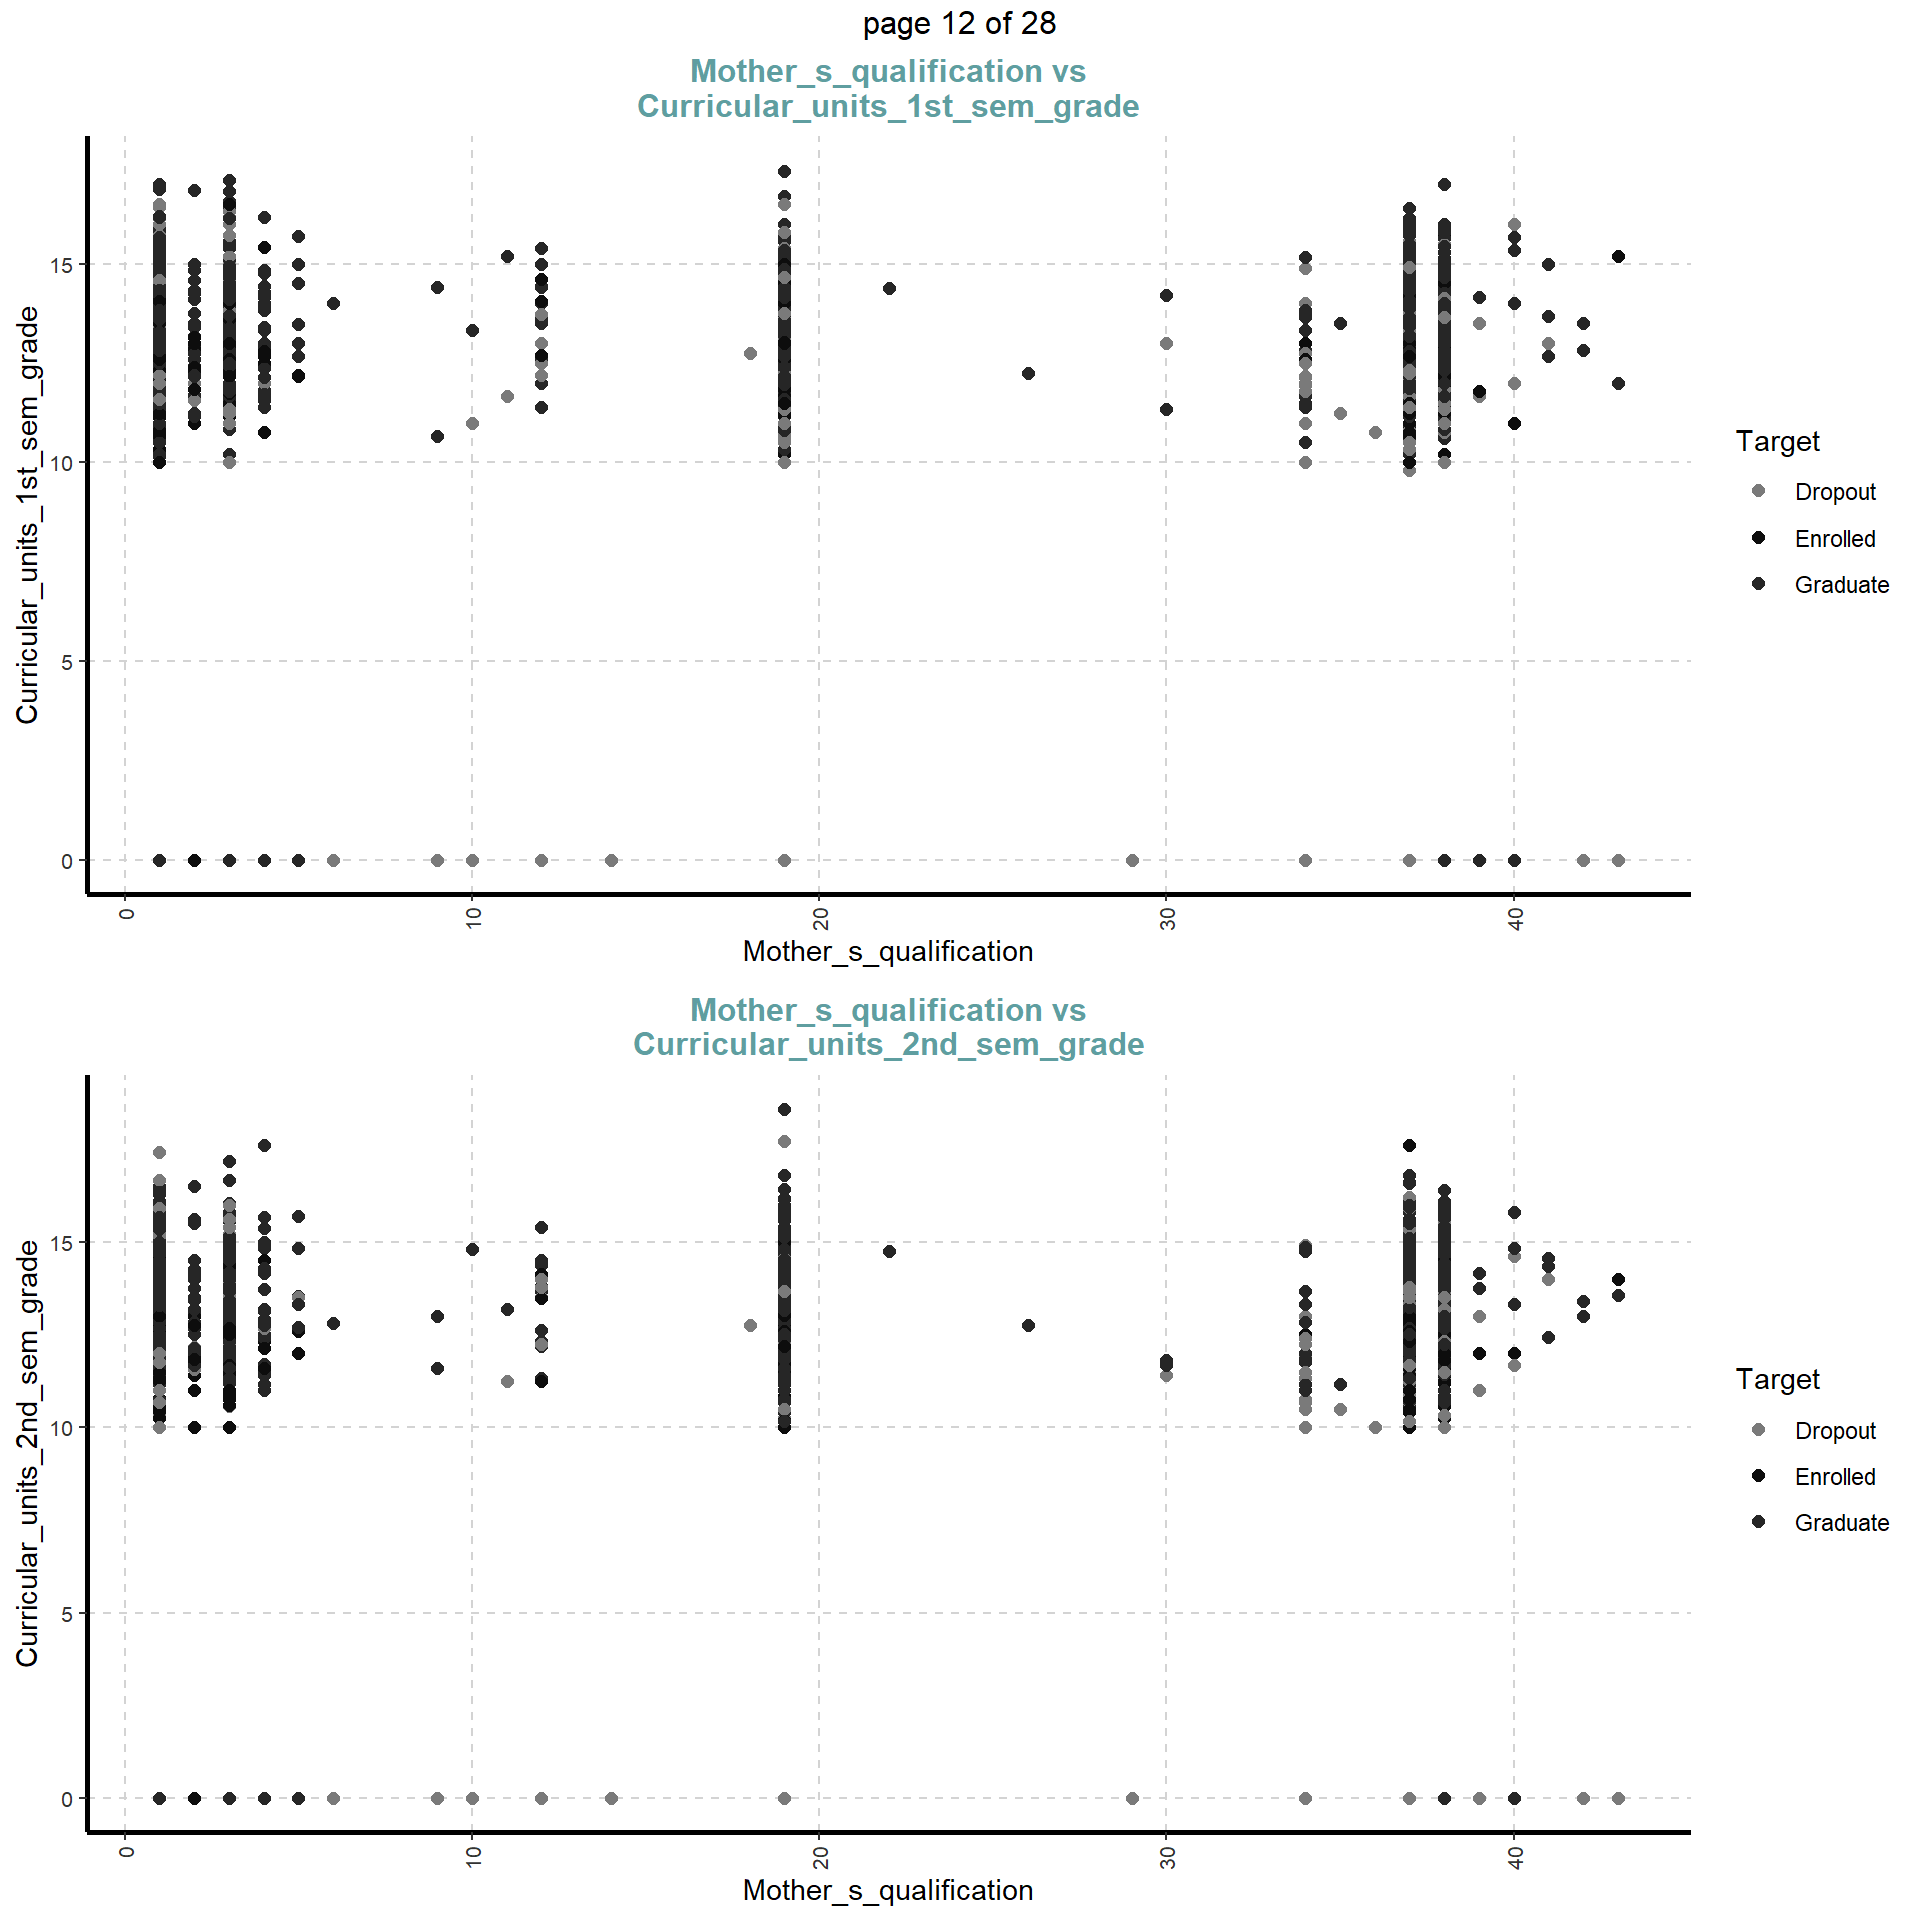 page 12 of 28
Mother_s_qualification vs
Curricular_units_1st_sem_grade
Curricular_units_1st_sem_grade
15
10
5
0
0
10
20
30
40
Mother_s_qualification
Target
Dropout
Enrolled
Graduate
Mother_s_qualification vs
Curricular_units_2nd_sem_grade
Curricular_units_2nd_sem_grade
15
10
5
0
0
10
20
30
40
Mother_s_qualification
Target
Dropout
Enrolled
Graduate